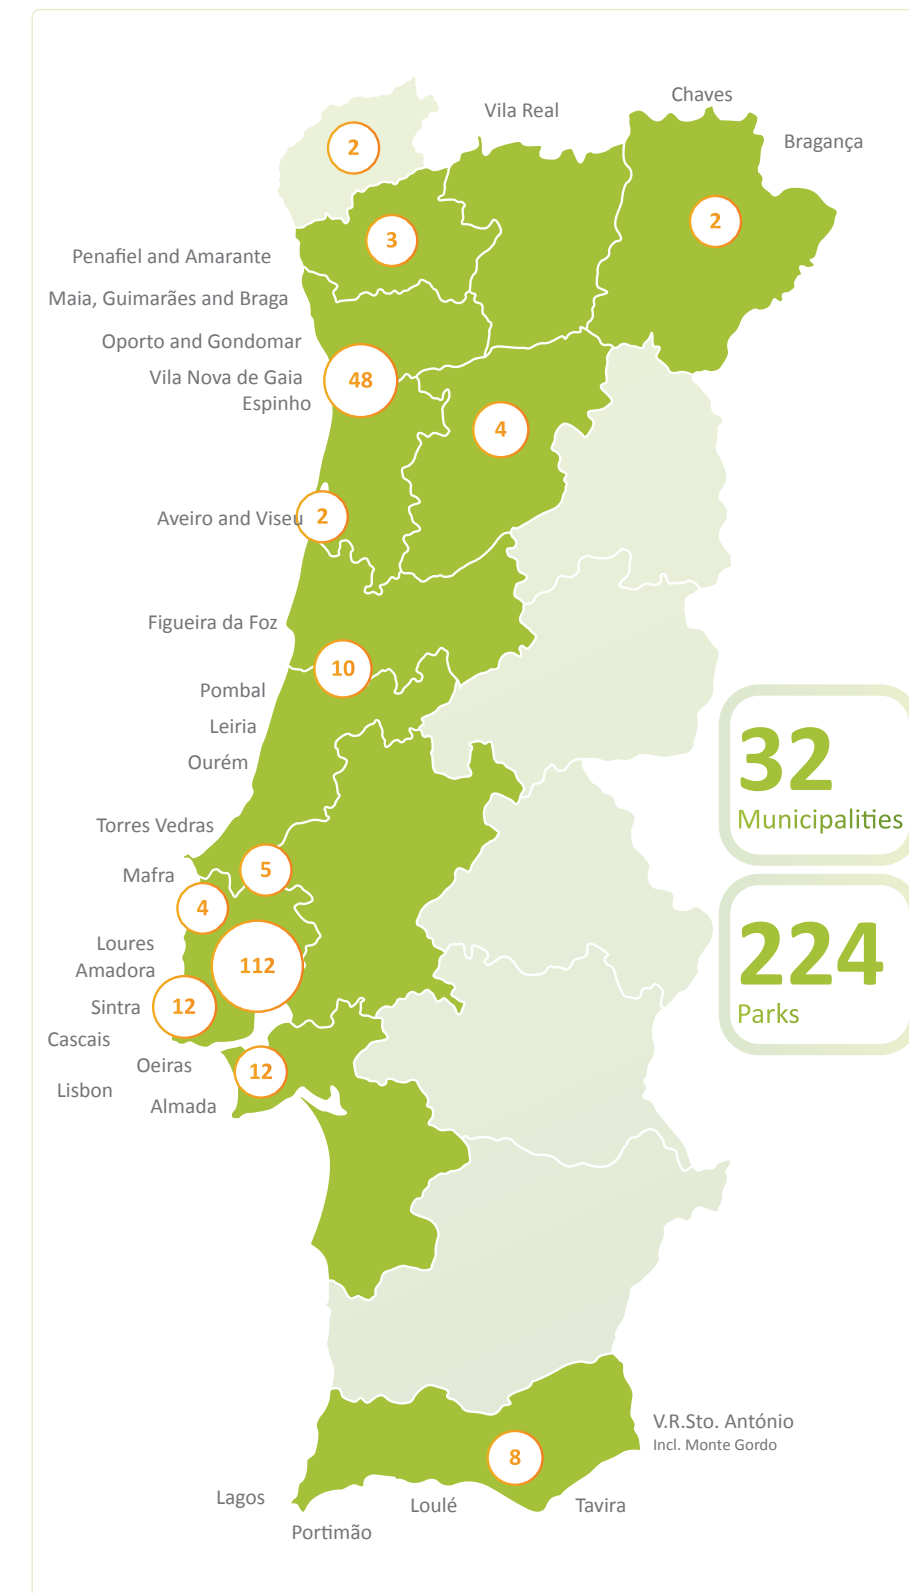 Chaves
Vila Real
Bragança
2
2
3
Penafiel and Amarante
Maia, Guimarães and Braga
Oporto and Gondomar
Vila Nova de Gaia
48
Espinho
4
Aveiro and Viseu
2
Figueira da Foz
10
Pombal
Leiria
Ourém
32
Municipalities
Torres Vedras
5
Mafra
4
Loures
Amadora
112
224
Parks
Sintra
12
Cascais
Oeiras
12
Lisbon
Almada
V.R.Sto. António
Incl. Monte Gordo
8
Lagos
Loulé
Tavira
Portimão